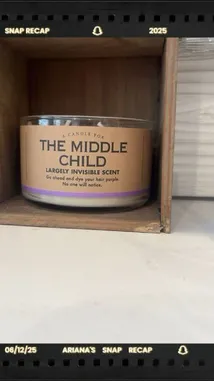 SNAP RECAP 2025
A CANDLE FOR
THE MIDDLE
CHILD
LARGELY INVISIBLE SCENT
Go ahead and dye your hair purple.
No one will notice.
06/12/25 ARIANA'S SNAP RECAP